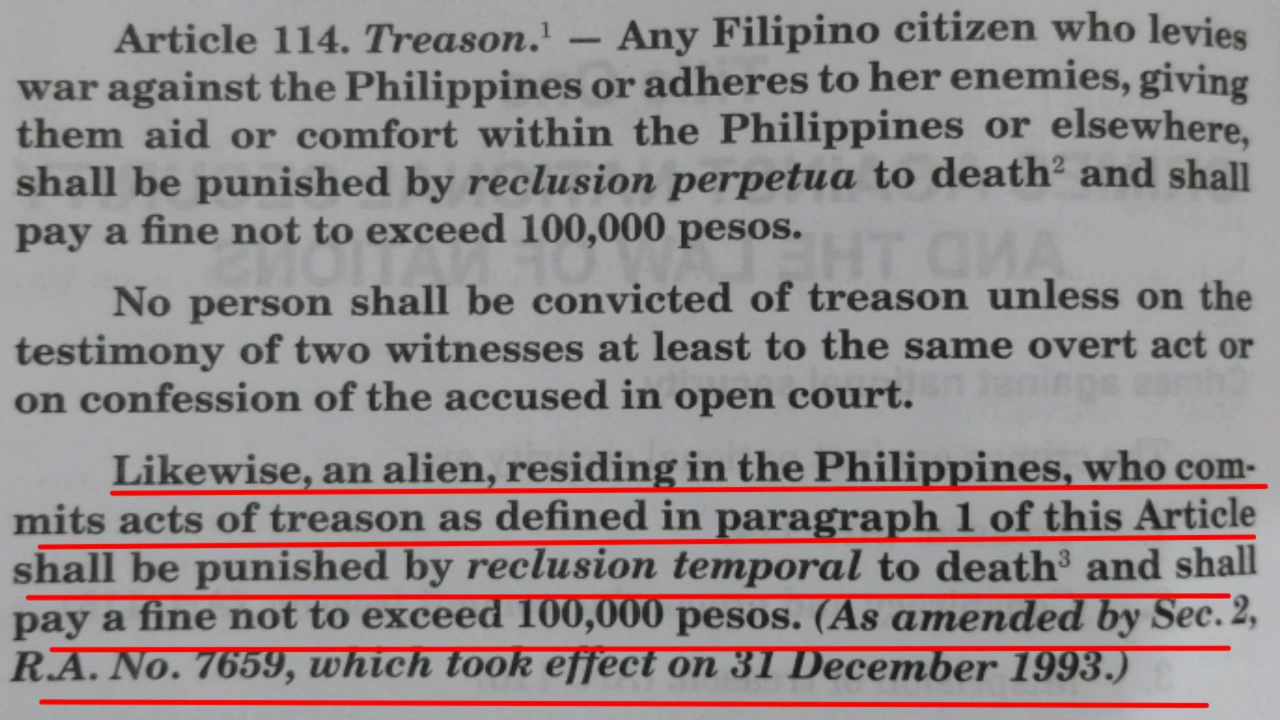 Article 114. Treason.¹ — Any Filipino citizen who levies
war against the Philippines or adheres to her enemies, giving
them aid or comfort within the Philippines or elsewhere,
shall be punished by reclusion perpetua to death² and shall
pay a fine not to exceed 100,000 pesos.
No person shall be convicted of treason unless on the
testimony of two witnesses at least to the same overt act or
on confession of the accused in open court.
Likewise, an alien, residing in the Philippines, who com-
mits acts of treason as defined in paragraph 1 of this Article
shall be punished by reclusion temporal to death³ and shall
pay a fine not to exceed 100,000 pesos. (As amended by Sec. 2,
R.A. No. 7659, which took effect on 31 December 1993.)